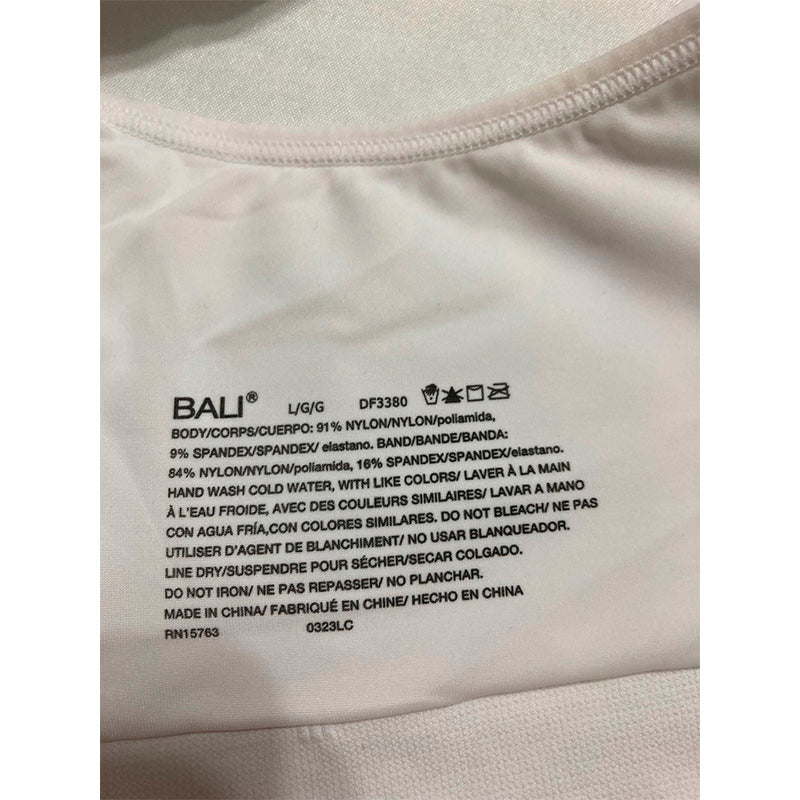 BALI® L/G/G DF3380
BODY/CORPS/CUERPO: 91% NYLON/NYLON/poliamida,
9% SPANDEX/SPANDEX/ elastano. BAND/BANDE/BANDA:
84% NYLON/NYLON/poliamida, 16% SPANDEX/SPANDEX/elastano.
HAND WASH COLD WATER, WITH LIKE COLORS/ LAVER À LA MAIN
À L'EAU FROIDE, AVEC DES COULEURS SIMILAIRES/ LAVAR A MANO
CON AGUA FRÍA,CON COLORES SIMILARES. DO NOT BLEACH/ NE PAS
UTILISER D'AGENT DE BLANCHIMENT/ NO USAR BLANQUEADOR.
LINE DRY/SUSPENDRE POUR SÉCHER/SECAR COLGADO.
DO NOT IRON/ NE PAS REPASSER/ NO PLANCHAR.
MADE IN CHINA/ FABRIQUÉ EN CHINE/ HECHO EN CHINA
RN15763 0323LC